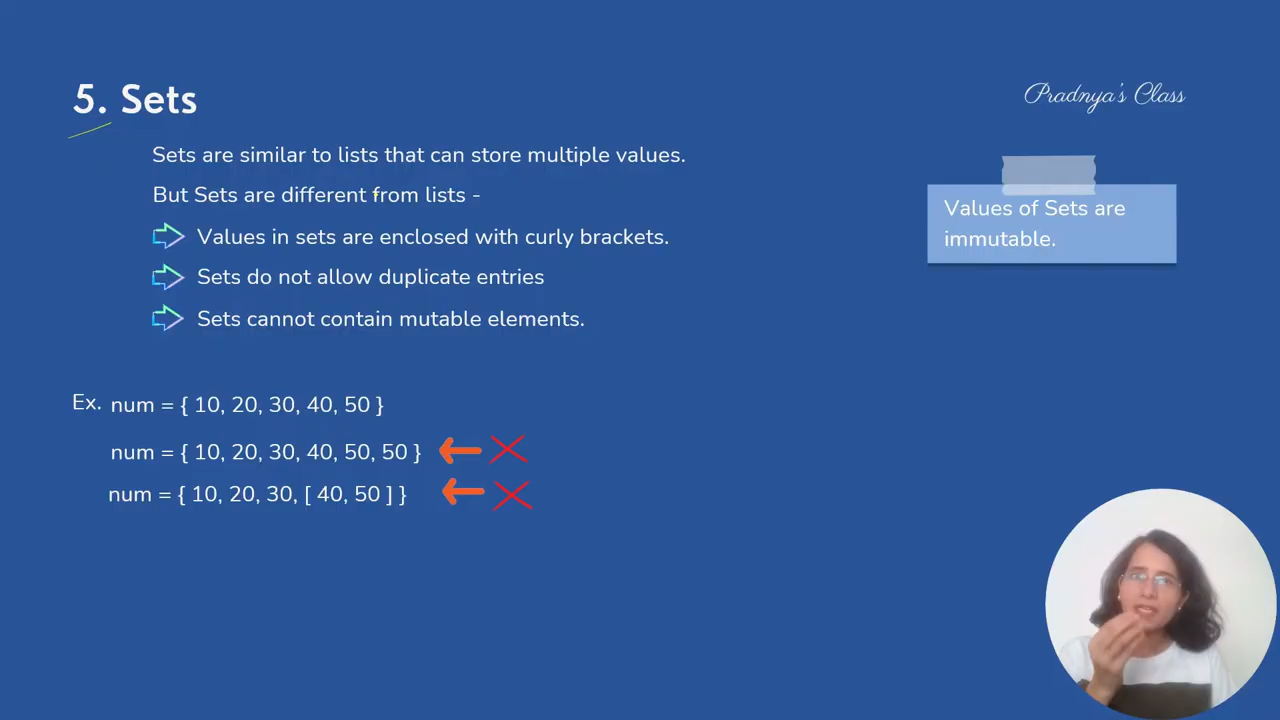 5. Sets
Pradnya's Class
Sets are similar to lists that can store multiple values.
But Sets are different from lists -
Values in sets are enclosed with curly brackets.
Sets do not allow duplicate entries
Sets cannot contain mutable elements.
Values of Sets are
immutable.
Ex. num = { 10, 20, 30, 40, 50 }
num = { 10, 20, 30, 40, 50, 50 }
num = { 10, 20, 30, [ 40, 50 ] }